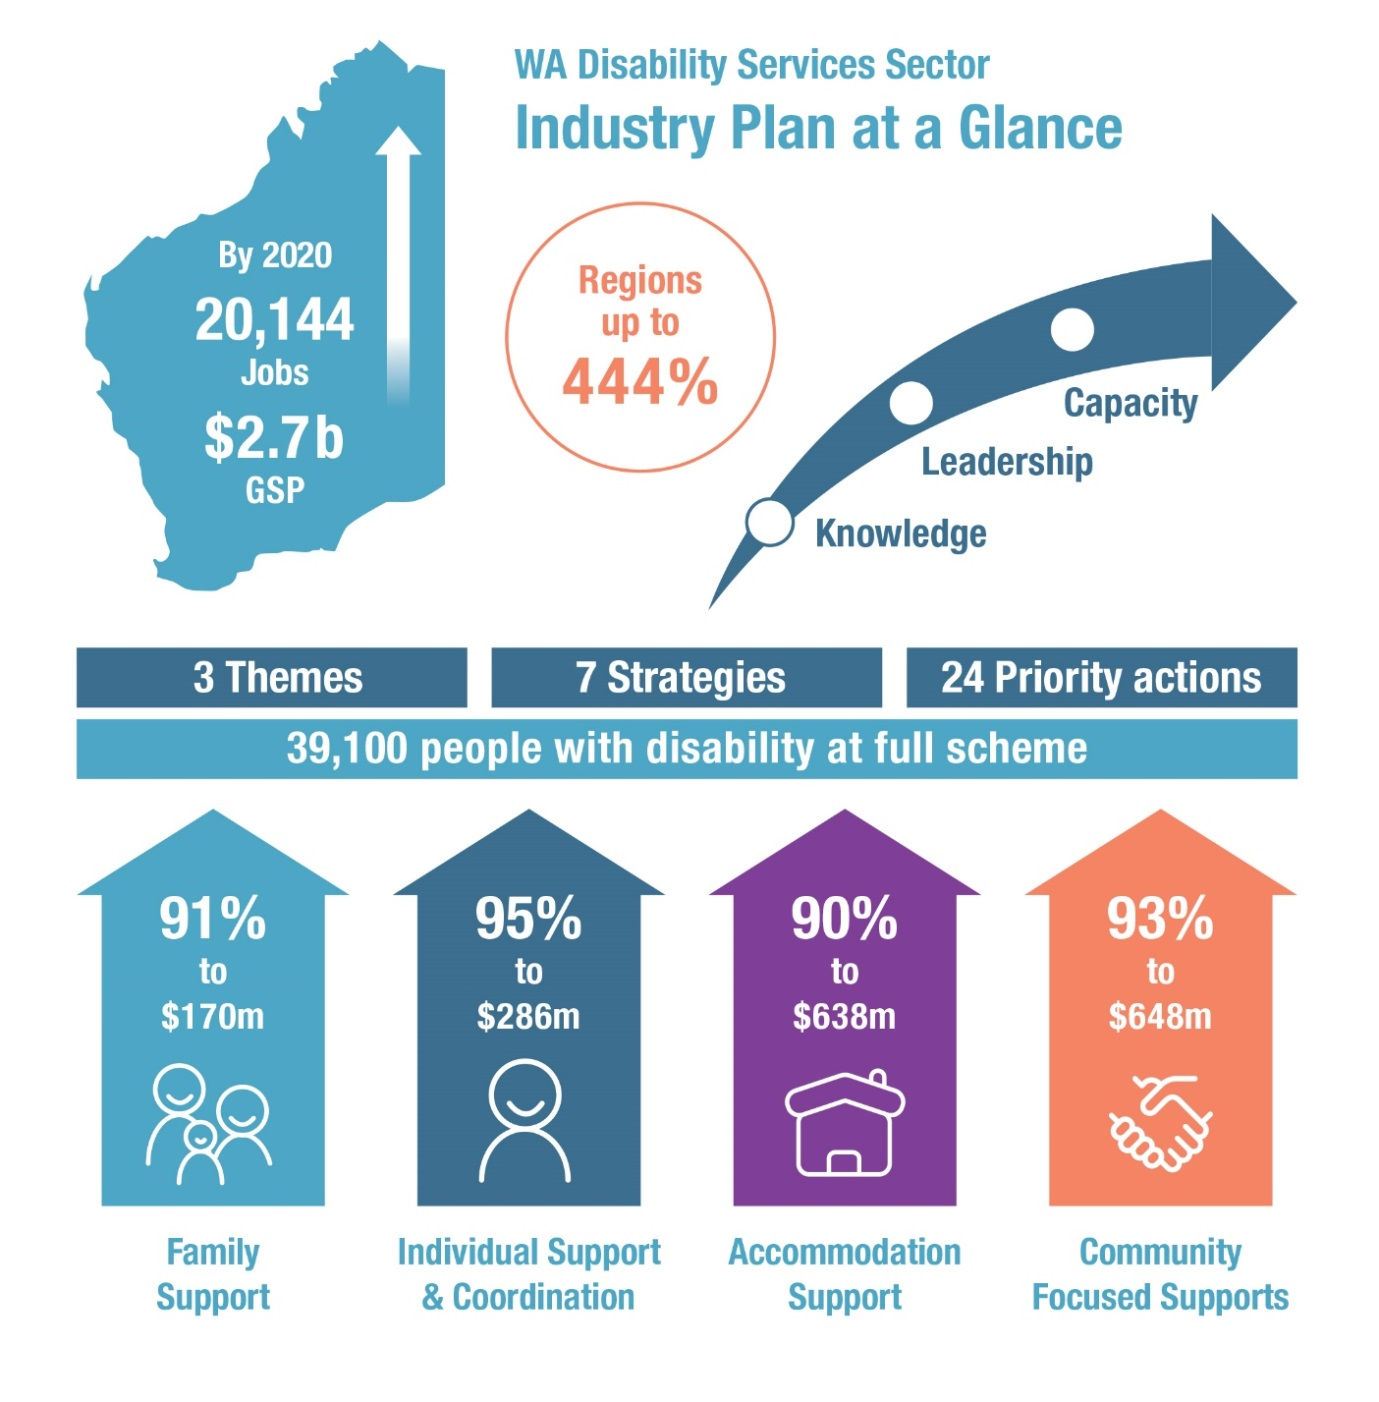 WA Disability Services Sector
Industry Plan at a Glance
By 2020
20,144
Jobs
$2.7b
GSP
Regions
up to
444%
Capacity
Leadership
Knowledge
3 Themes
7 Strategies
24 Priority actions
39,100 people with disability at full scheme
91%
to
$170m
Family
Support
95%
to
$286m
Individual Support
& Coordination
90%
to
$638m
Accommodation
Support
93%
to
$648m
Community
Focused Supports